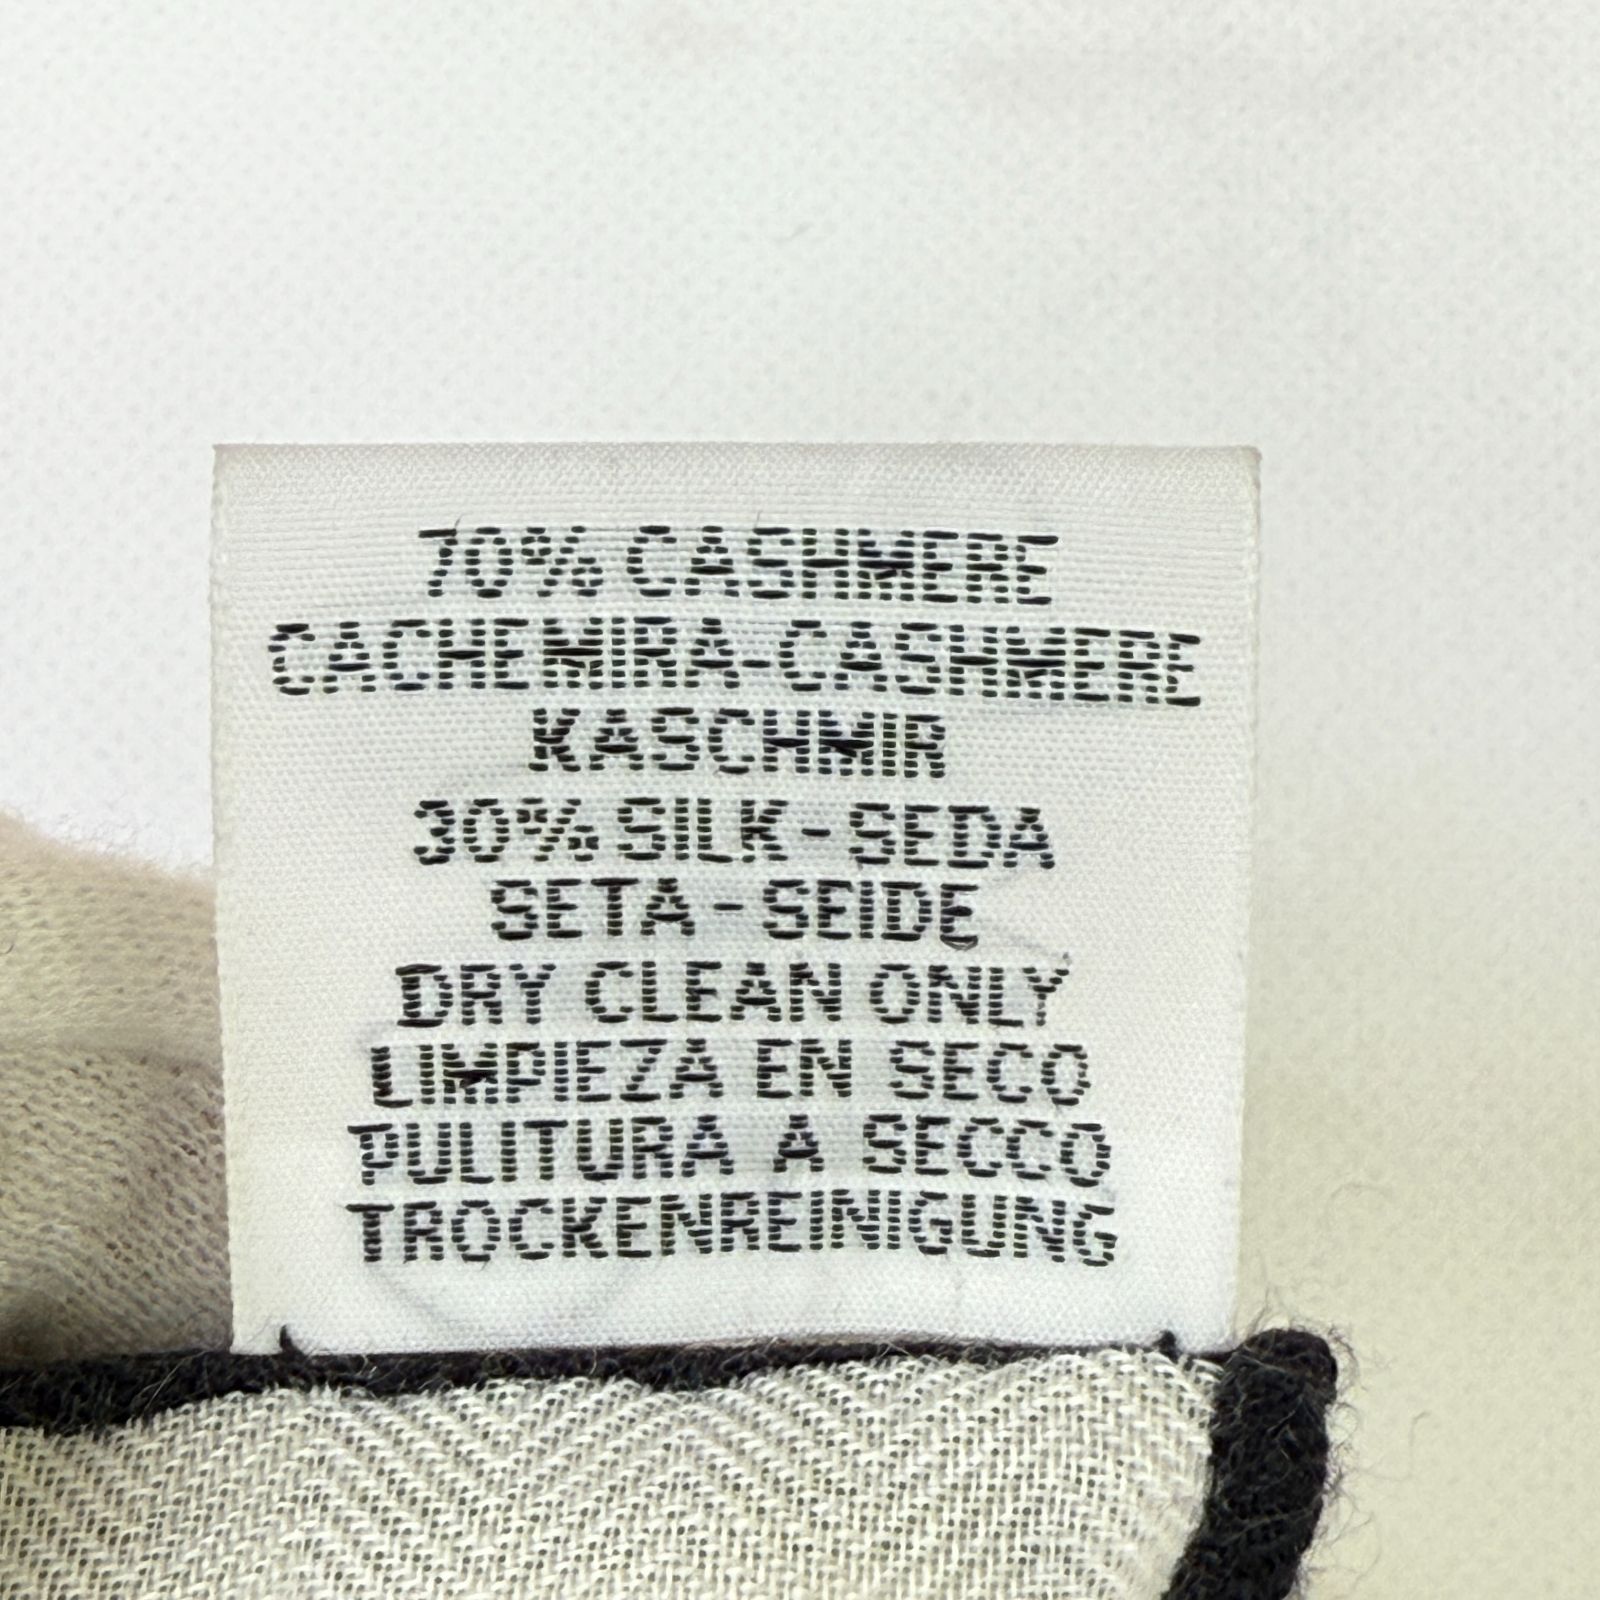 70% CASHMERE
CACHEMIRA-CASHMERE
KASCHMIR
30% SILK - SEDA
SETA - SEIDE
DRY CLEAN ONLY
LIMPIEZA EN SECO
PULITURA A SECCO
TROCKENREINIGUNG